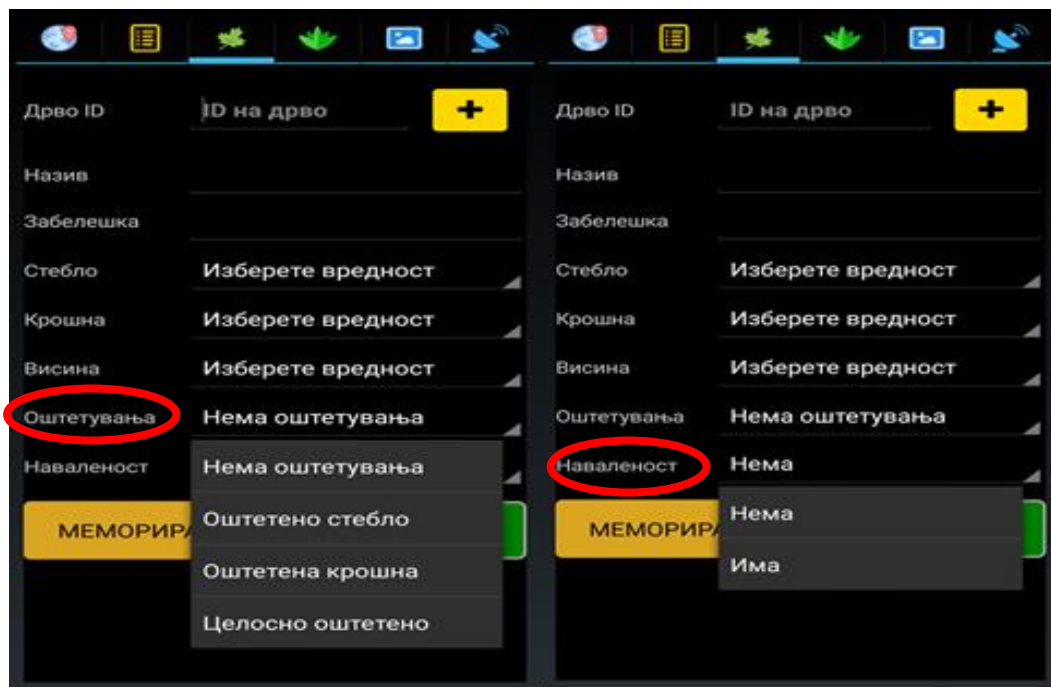 Дрво ID
ID на дрво
+
Назив
Забелешка
Стебло
Изберете вредност
Крошна
Изберете вредност
Висина
Изберете вредност
Оштетувања
Нема оштетувања
Наваленост
Нема оштетувања
Оштетено стебло
Оштетена крошна
Целосно оштетено
МЕМОРИРА
Дрво ID
ID на дрво
+
Назив
Забелешка
Стебло
Изберете вредност
Крошна
Изберете вредност
Висина
Изберете вредност
Оштетувања
Нема оштетувања
Наваленост
Нема
Нема
Има
МЕМОРИРА